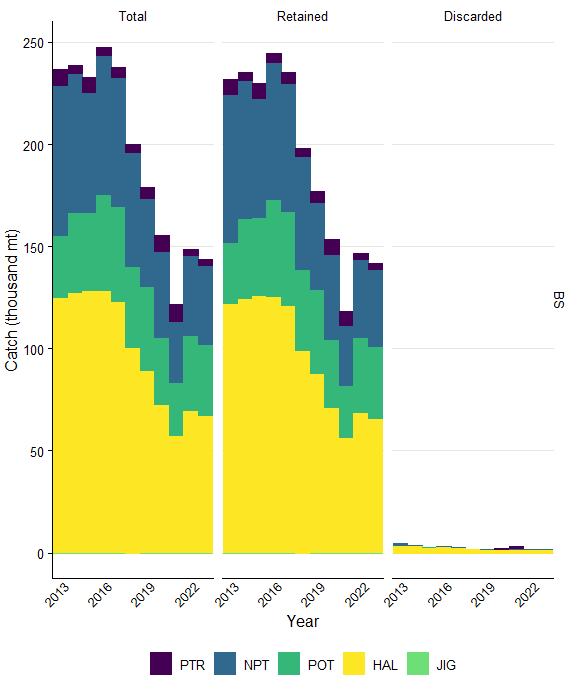 Total Retained Discarded
250
200
150
100
50
0
Catch (thousand mt)
BS
2013 2016 2019 2022 2013 2016 2019 2022 2013 2016 2019 2022
Year
PTR NPT POT HAL JIG